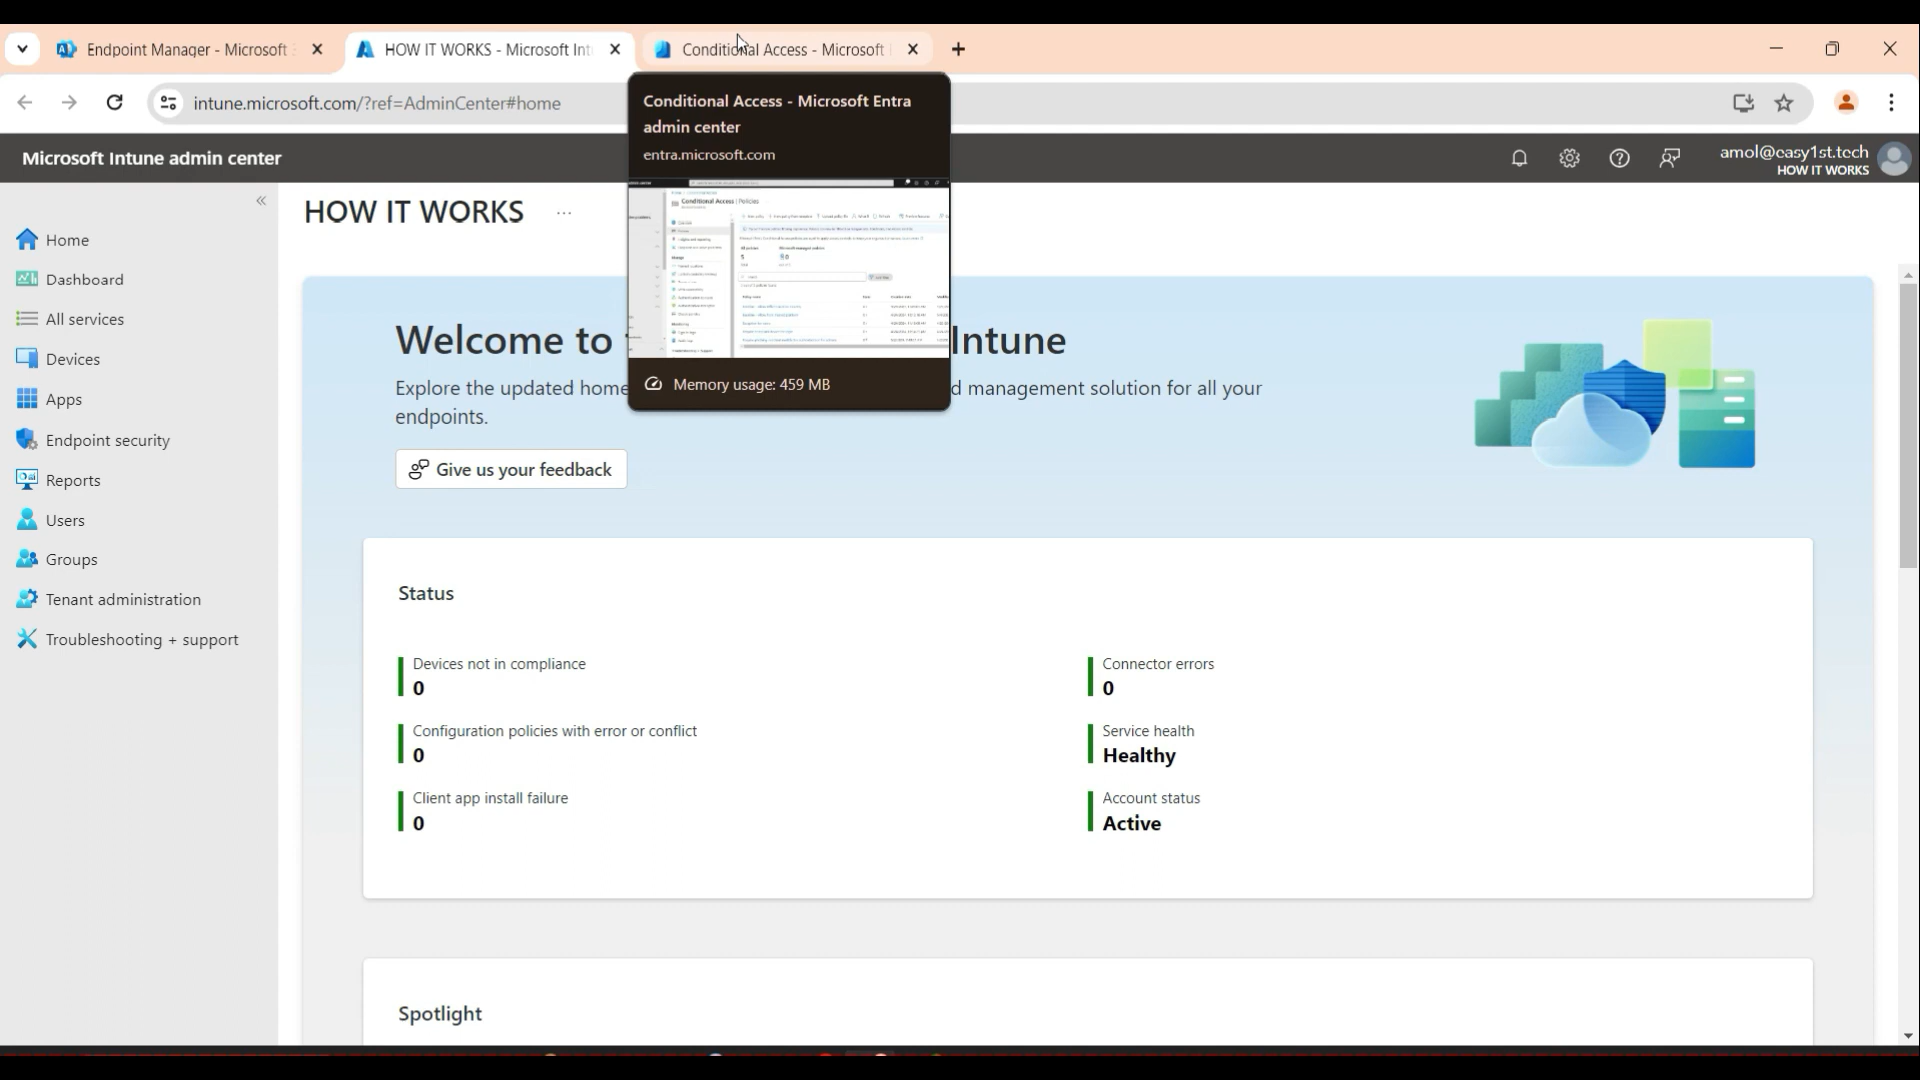 Endpoint Manager - Microsoft
HOW IT WORKS - Microsoft Int
Conditional Access - Microsoft
intune.microsoft.com/?ref=AdminCenter#home
Conditional Access - Microsoft Entra
admin center
entra.microsoft.com
Microsoft Intune admin center
amol@easy1st.tech
HOW IT WORKS
HOW IT WORKS
Home
Dashboard
All services
Devices
Apps
Endpoint security
Reports
Users
Groups
Tenant administration
Troubleshooting + support
Conditional Access | Policies
Memory usage: 459 MB
Welcome to Intune
Explore the updated home d management solution for all your
endpoints.
Give us your feedback
Status
Devices not in compliance
0
Connector errors
0
Configuration policies with error or conflict
0
Service health
Healthy
Client app install failure
0
Account status
Active
Spotlight